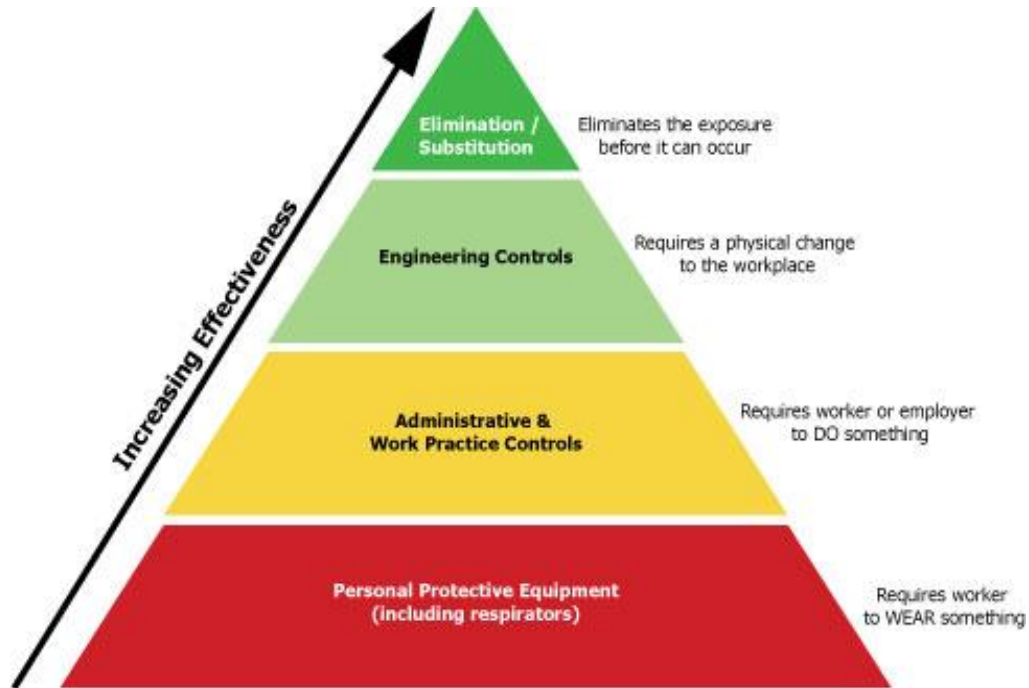 Increasing Effectiveness
Elimination /
Substitution
Eliminates the exposure
before it can occur
Engineering Controls
Requires a physical change
to the workplace
Administrative &
Work Practice Controls
Requires worker or employer
to DO something
Personal Protective Equipment
(including respirators)
Requires worker
to WEAR something